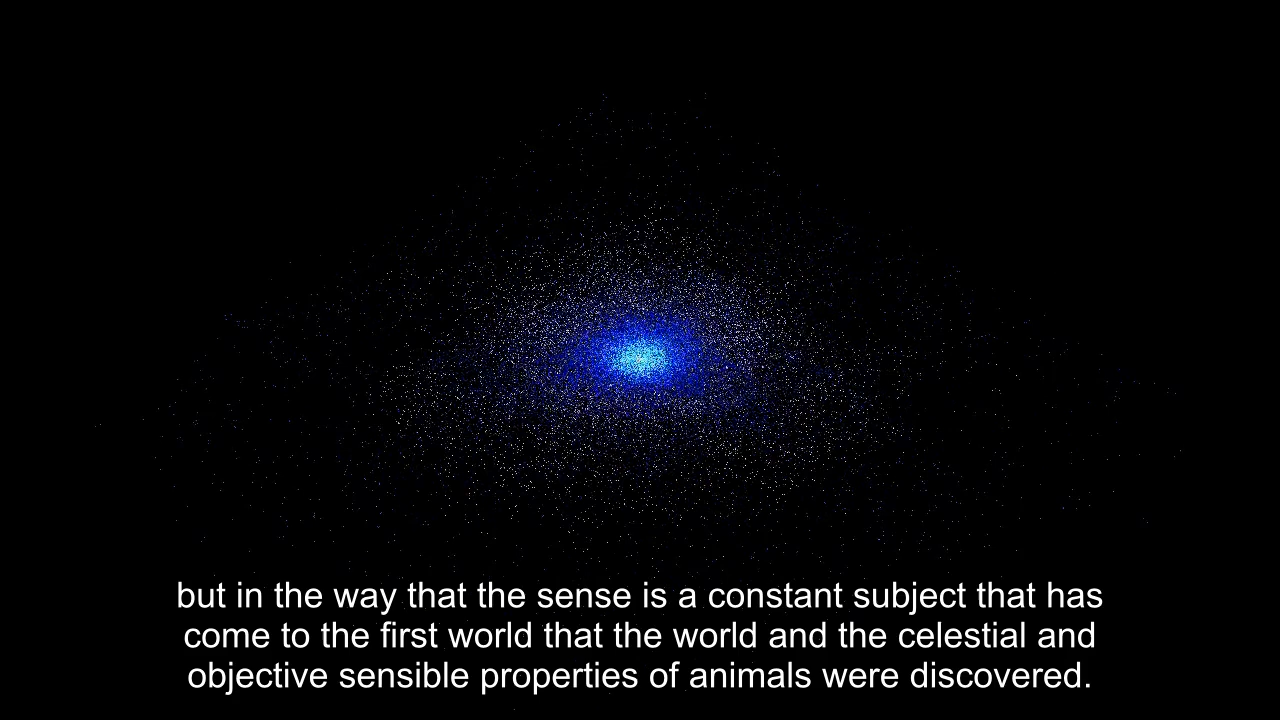 but in the way that the sense is a constant subject that has
come to the first world that the world and the celestial and
objective sensible properties of animals were discovered.